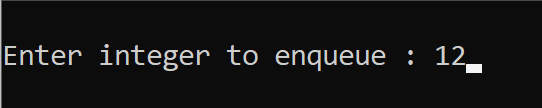 Enter integer to enqueue : 12